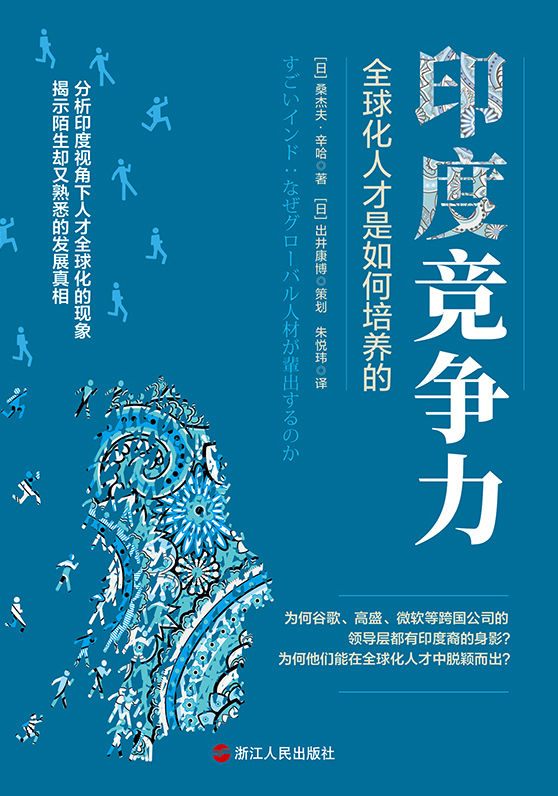 印度竞争力
全球化人才是如何培养的
[日] 桑杰夫·辛哈◎著 [日] 出井康博◎策划 朱悦玮◎译
すごいインド：なぜグローバル人材が輩出するのか
分析印度视角下人才全球化的现象
揭示陌生却又熟悉的发展真相
为何谷歌、高盛、微软等跨国公司的
领导层都有印度裔的身影?
为何他们能在全球化人才中脱颖而出?
浙江人民出版社